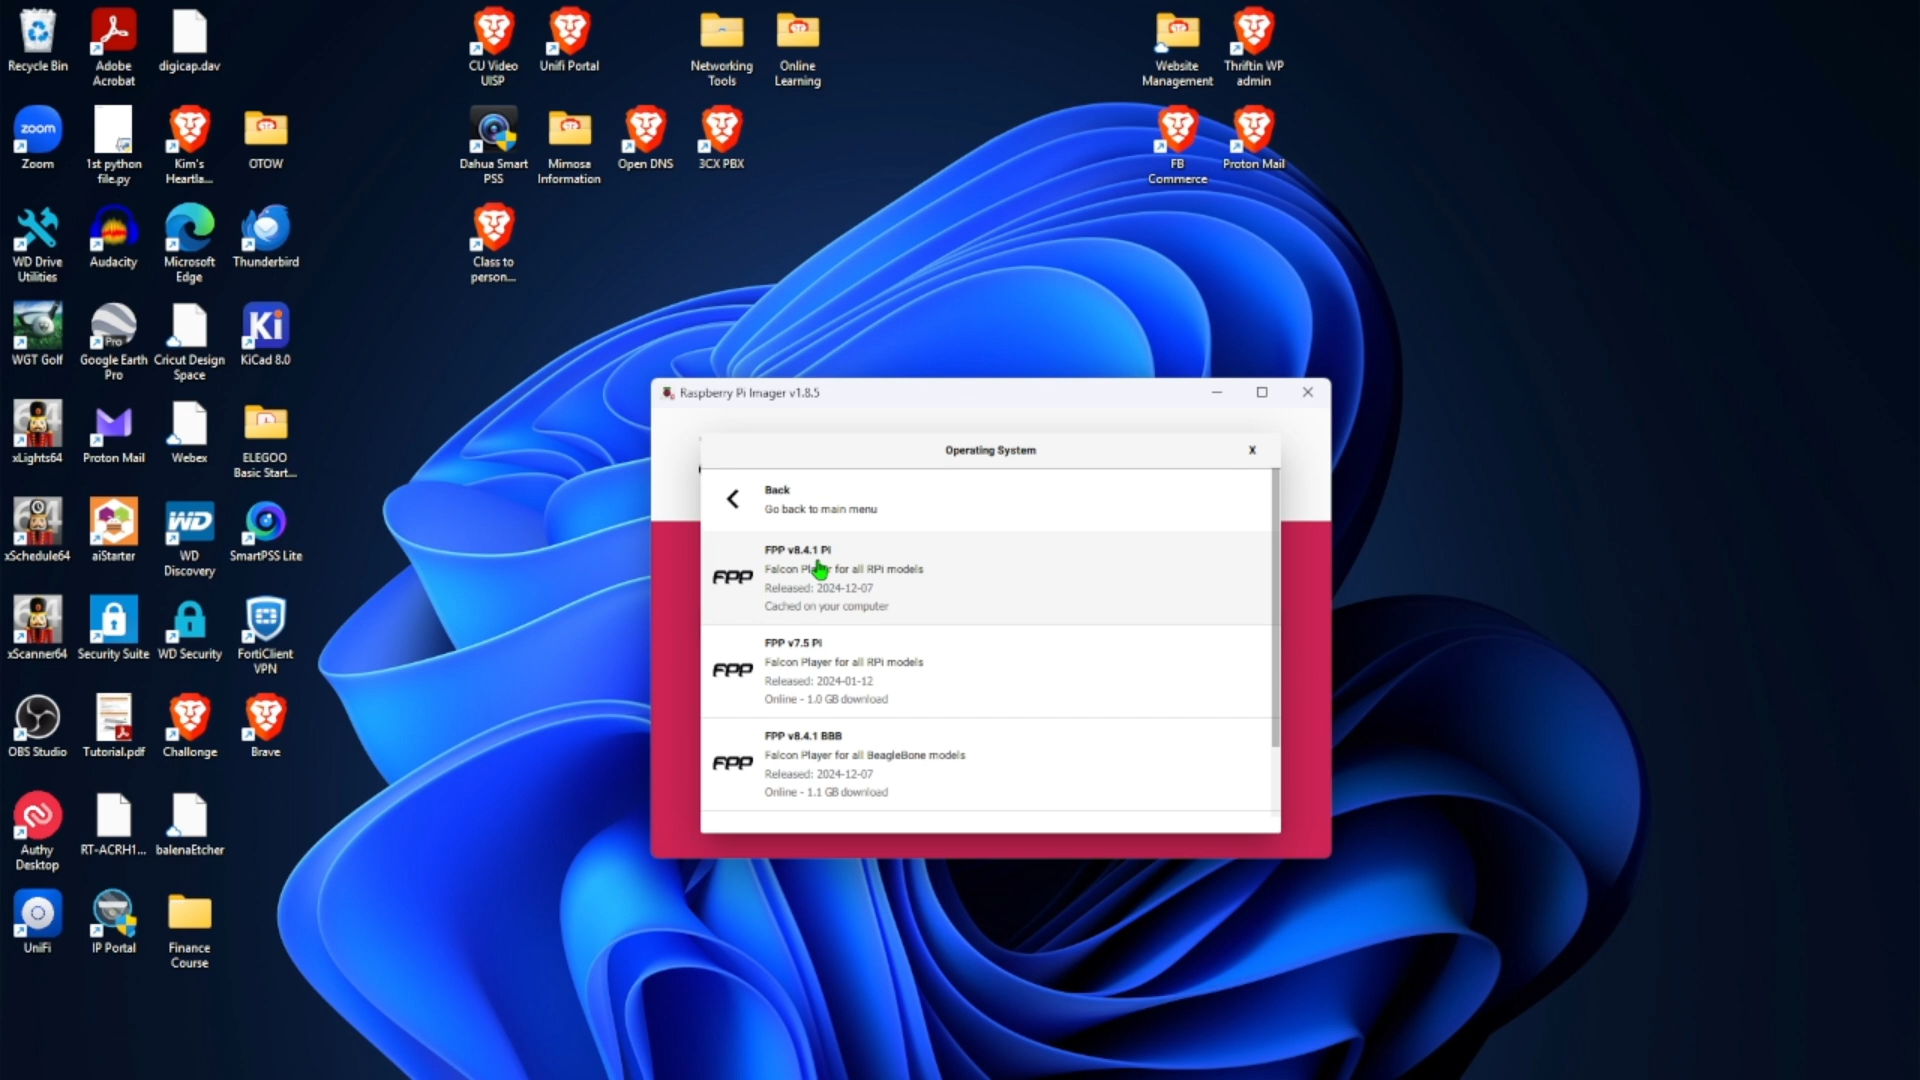 Recycle Bin
Adobe
Acrobat
digicap.dav
CU Video
UISP
Unifi Portal
Networking
Tools
Online
Learning
Website
Management
Thriftin WP
admin
zoom
Zoom
1st python
file.py
Kim's
Heartla...
OTOW
Dahua Smart
PSS
Mimosa
Information
Open DNS
3CX PBX
FB
Commerce
Proton Mail
WD Drive
Utilities
Audacity
Microsoft
Edge
Thunderbird
Class to
person...
WGT Golf
Pro
Google Earth
Pro
Cricut Design
Space
Ki
KiCad 8.0
Raspberry Pi Imager v1.8.5
64
xLights64
Proton Mail
Webex
ELEGOO
Basic Start...
Operating System
X
Back
Go back to main menu
64
xSchedule64
aiStarter
WD
WD
Discovery
SmartPSS Lite
FPP
FPP v8.4.1 Pi
Falcon Player for all RPi models
Released: 2024-12-07
Cached on your computer
64
xScanner64
Security Suite
WD Security
FortiClient
VPN
FPP
FPP v7.5 Pi
Falcon Player for all RPi models
Released: 2024-01-12
Online - 1.0 GB download
OBS Studio
Tutorial.pdf
Challonge
Brave
FPP
FPP v8.4.1 BBB
Falcon Player for all BeagleBone models
Released: 2024-12-07
Online - 1.1 GB download
Authy
Desktop
RT-ACRH1...
balenaEtcher
UniFi
IP Portal
Finance
Course